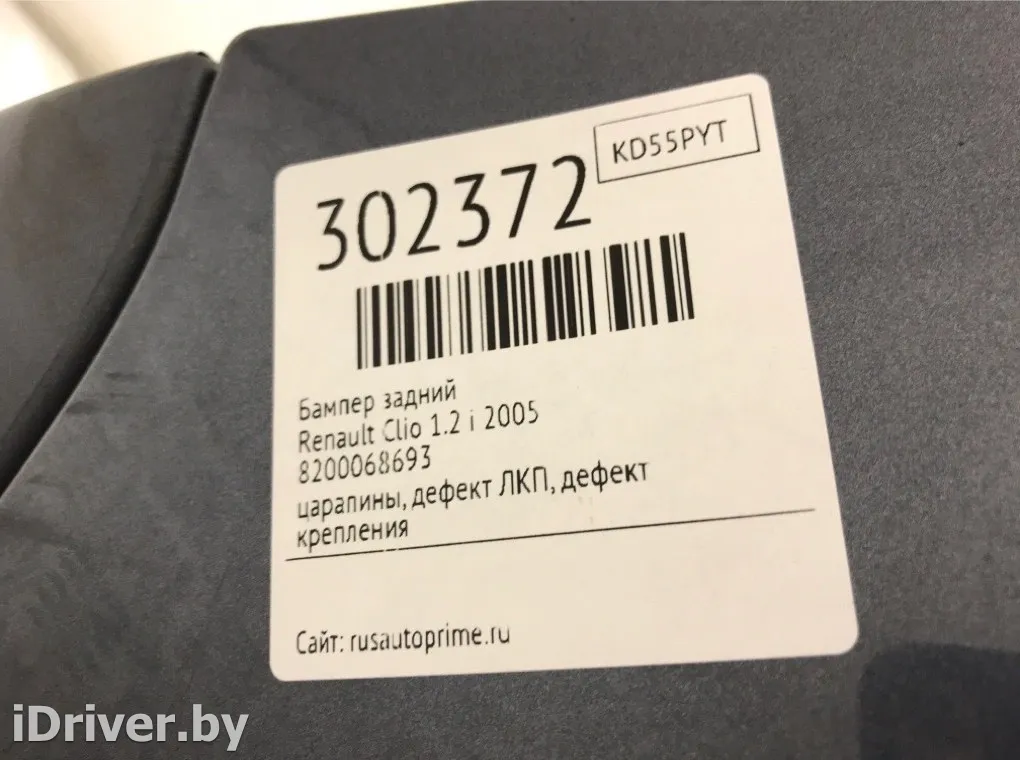 KD55PYT
302372
Бампер задний
Renault Clio 1.2 i 2005
8200068693
царапины, дефект ЛКП, дефект
крепления
Сайт: rusautoprime.ru
iDriver.by